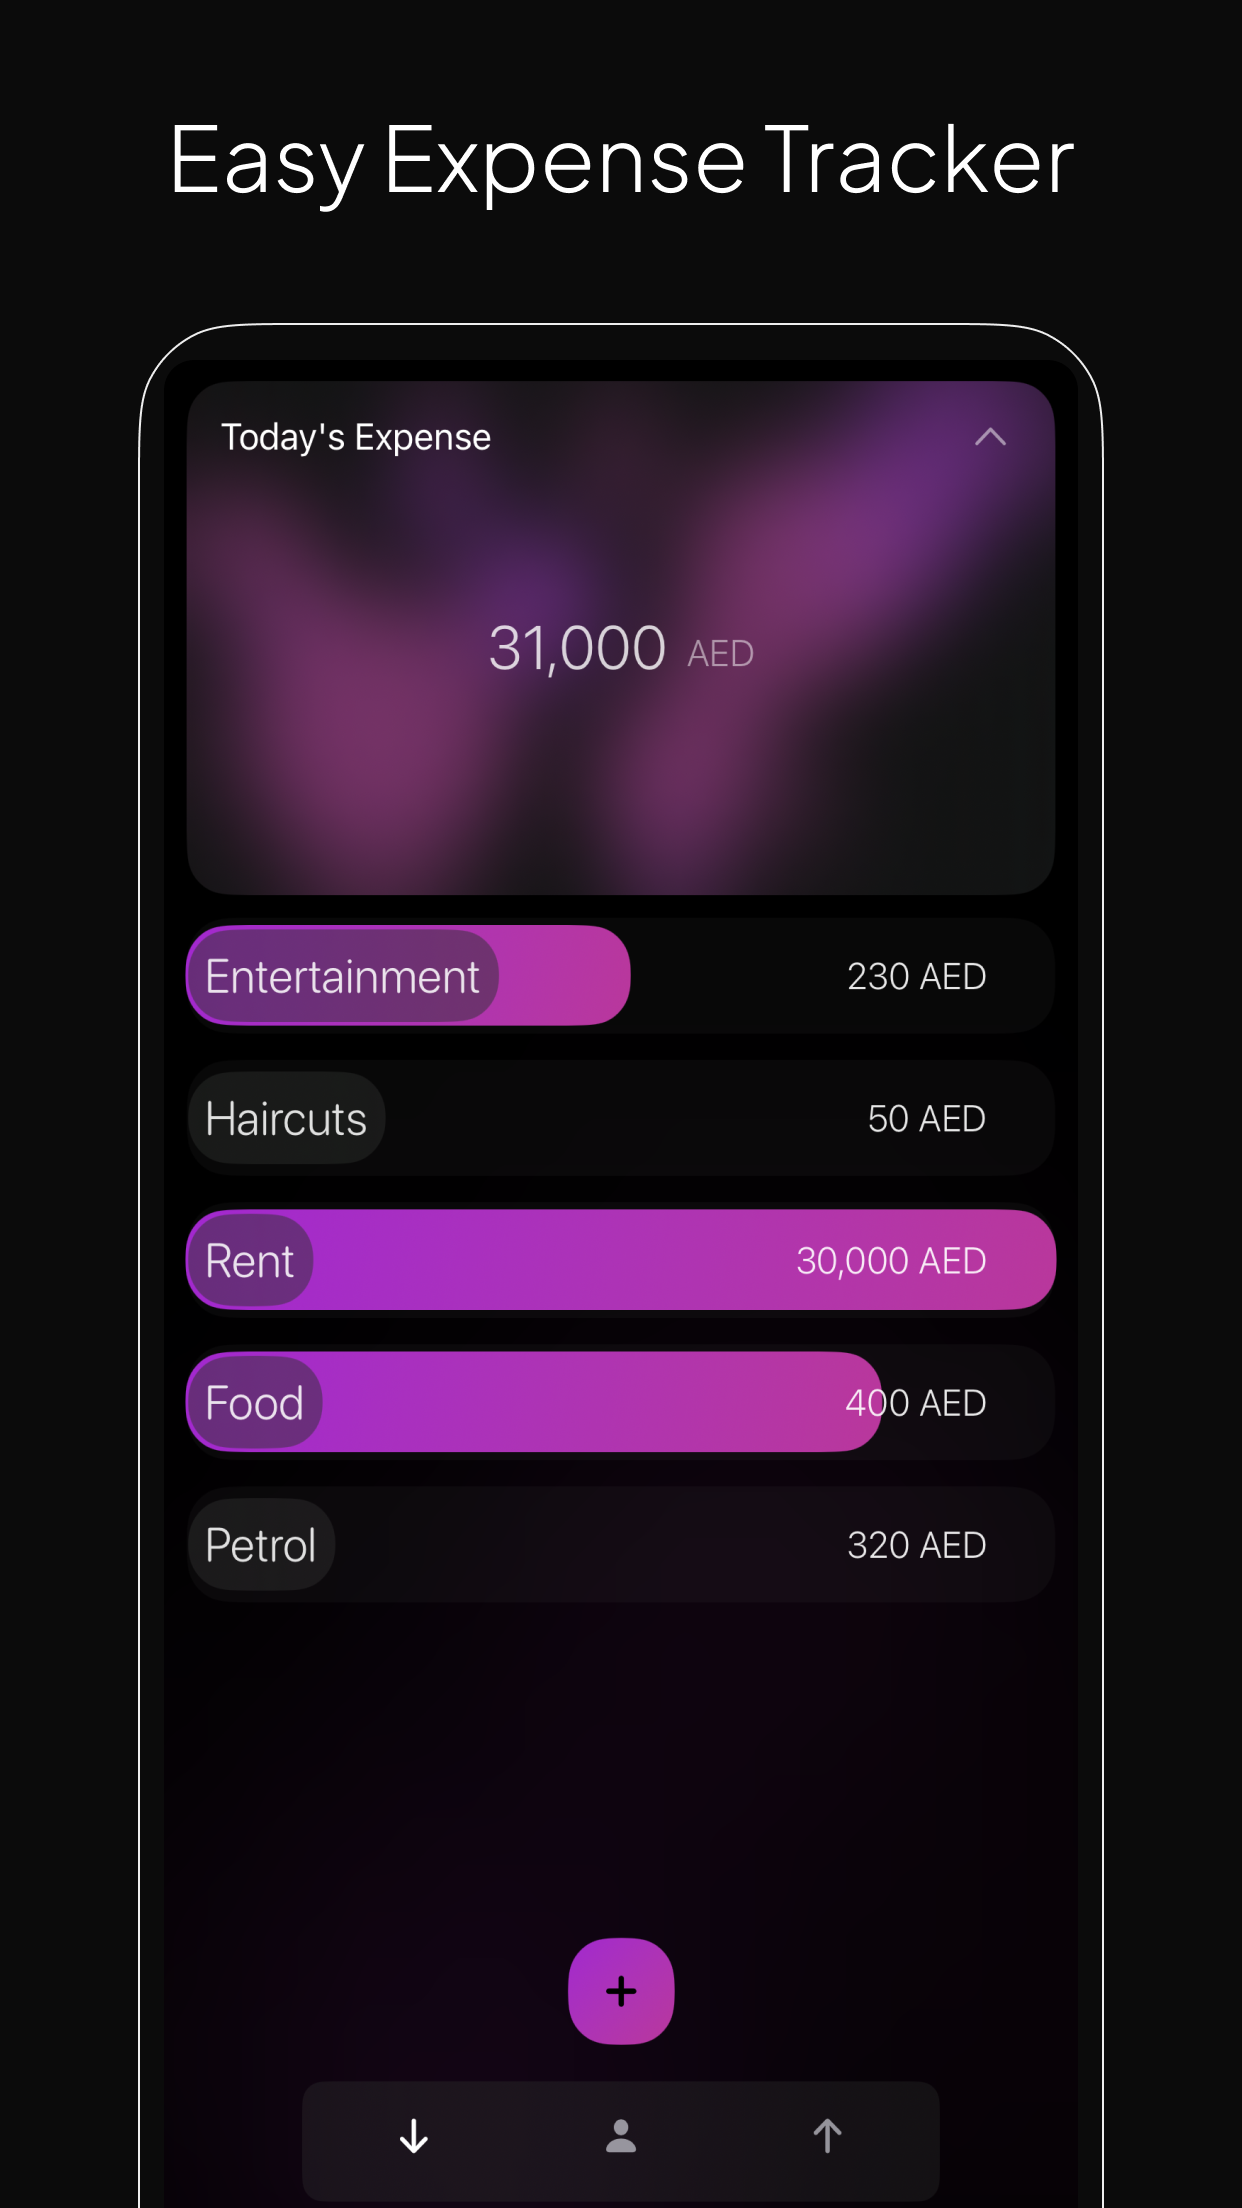 Easy Expense Tracker
Today's Expense
31,000 AED
Entertainment 230 AED
Haircuts 50 AED
Rent 30,000 AED
Food 400 AED
Petrol 320 AED